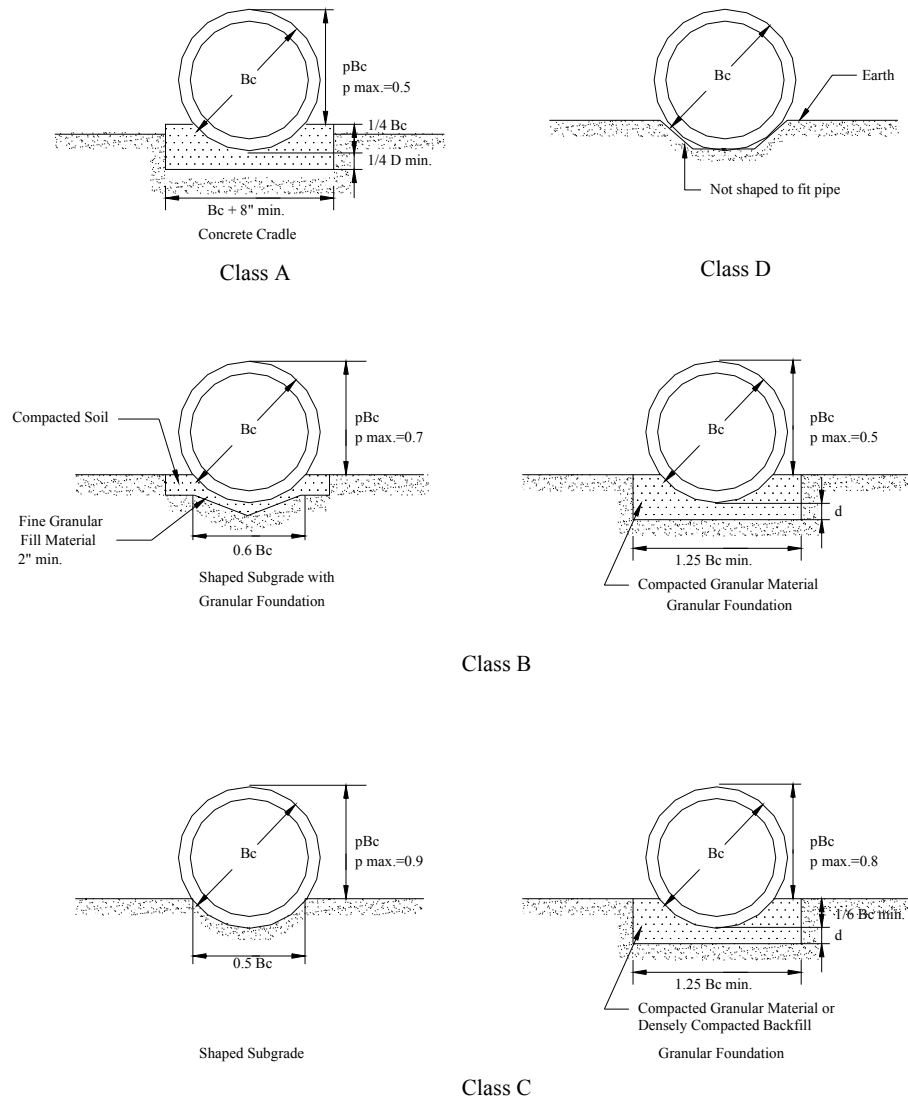 Bc
pBc
p max.=0.5
1/4 Bc
1/4 D min.
Bc + 8" min.
Concrete Cradle
Class A
Bc
Earth
Not shaped to fit pipe
Class D
Compacted Soil
Bc
pBc
p max.=0.7
Fine Granular
Fill Material
2" min.
0.6 Bc
Shaped Subgrade with
Granular Foundation
Bc
pBc
p max.=0.5
d
1.25 Bc min.
Compacted Granular Material
Granular Foundation
Class B
Bc
pBc
p max.=0.9
0.5 Bc
Shaped Subgrade
Bc
pBc
p max.=0.8
1/6 Bc min.
d
1.25 Bc min.
Compacted Granular Material or
Densely Compacted Backfill
Granular Foundation
Class C